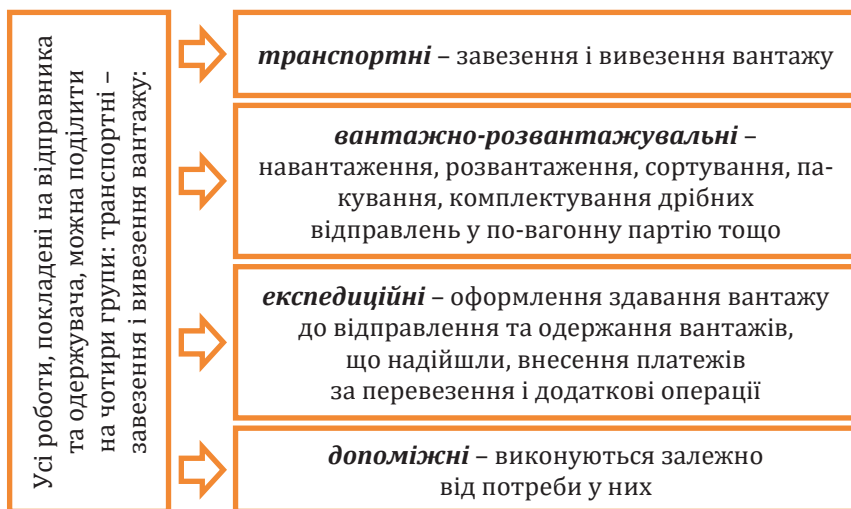 Усі роботи, покладені на відправника
та одержувача, можна поділити
на чотири групи: транспортні –
завезення і вивезення вантажу:
транспортні – завезення і вивезення вантажу
вантажно-розвантажувальні –
навантаження, розвантаження, сортування, па-
кування, комплектування дрібних
відправлень у по-вагонну партію тощо
експедиційні – оформлення здавання вантажу
до відправлення та одержання вантажів,
що надійшли, внесення платежів
за перевезення і додаткові операції
допоміжні – виконуються залежно
від потреби у них